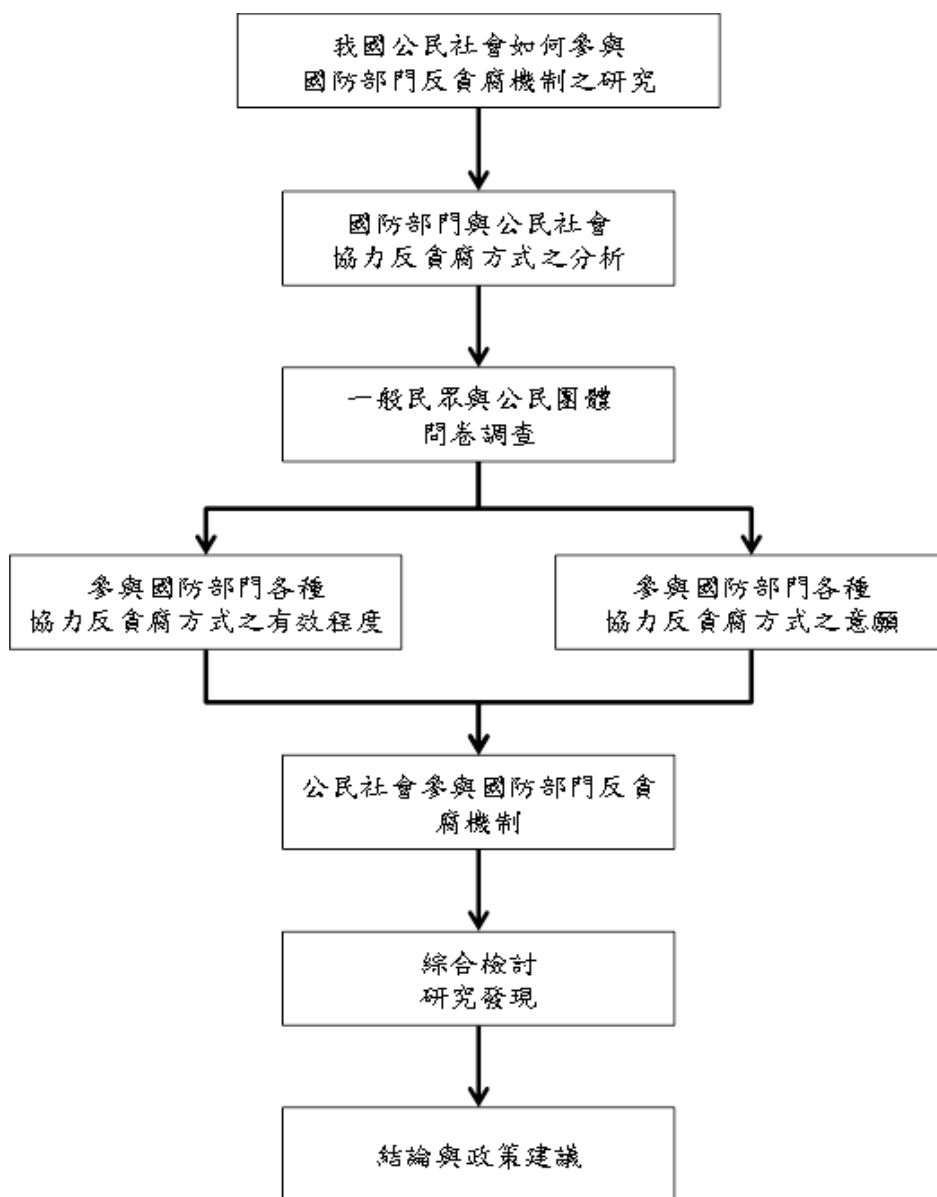 我國公民社會如何參與
國防部門反貪腐機制之研究
國防部門與公民社會
協力反貪腐方式之分析
一般民眾與公民團體
問卷調查
參與國防部門各種
協力反貪腐方式之有效程度
參與國防部門各種
協力反貪腐方式之意願
公民社會參與國防部門反貪
腐機制
綜合檢討
研究發現
結論與政策建議